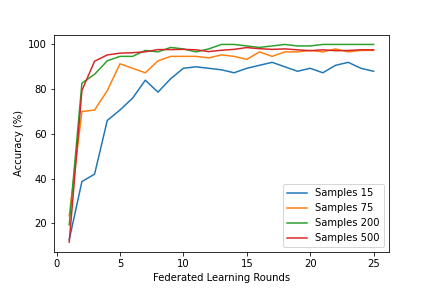 100
80
60
40
20
Accuracy (%)
Samples 15
Samples 75
Samples 200
Samples 500
0 5 10 15 20 25
Federated Learning Rounds